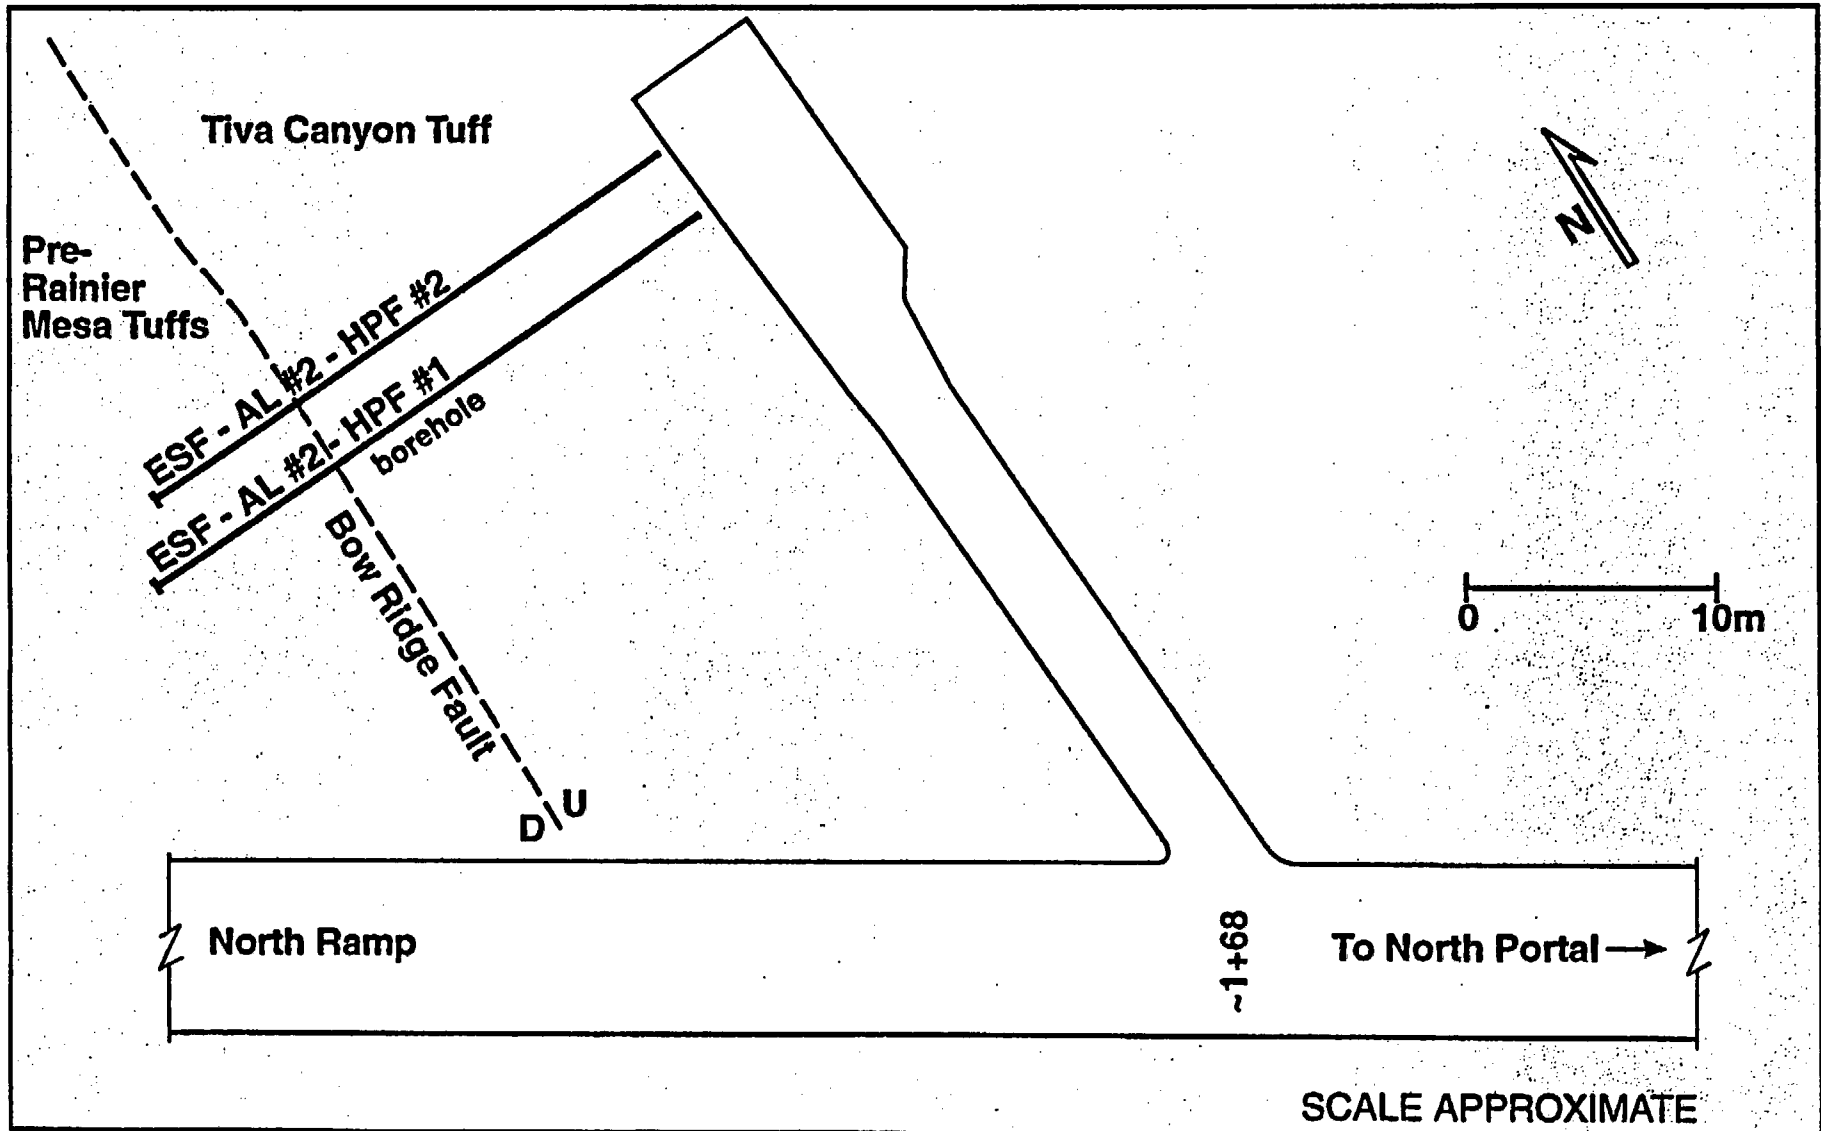 Tiva Canyon Tuff
Pre-
Rainier
Mesa Tuffs
N
ESF - AL #2 - HPF #2
ESF - AL #2 - HPF #1
borehole
Bow Ridge Fault
0
10m
U
D
North Ramp
~1+68
To North Portal
SCALE APPROXIMATE